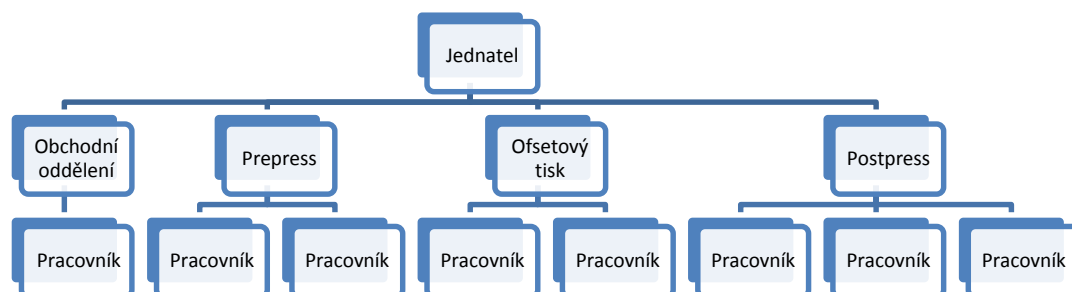 Jednatel
Obchodní
oddělení
Prepress
Ofsetový
tisk
Postpress
Pracovník
Pracovník
Pracovník
Pracovník
Pracovník
Pracovník
Pracovník
Pracovník